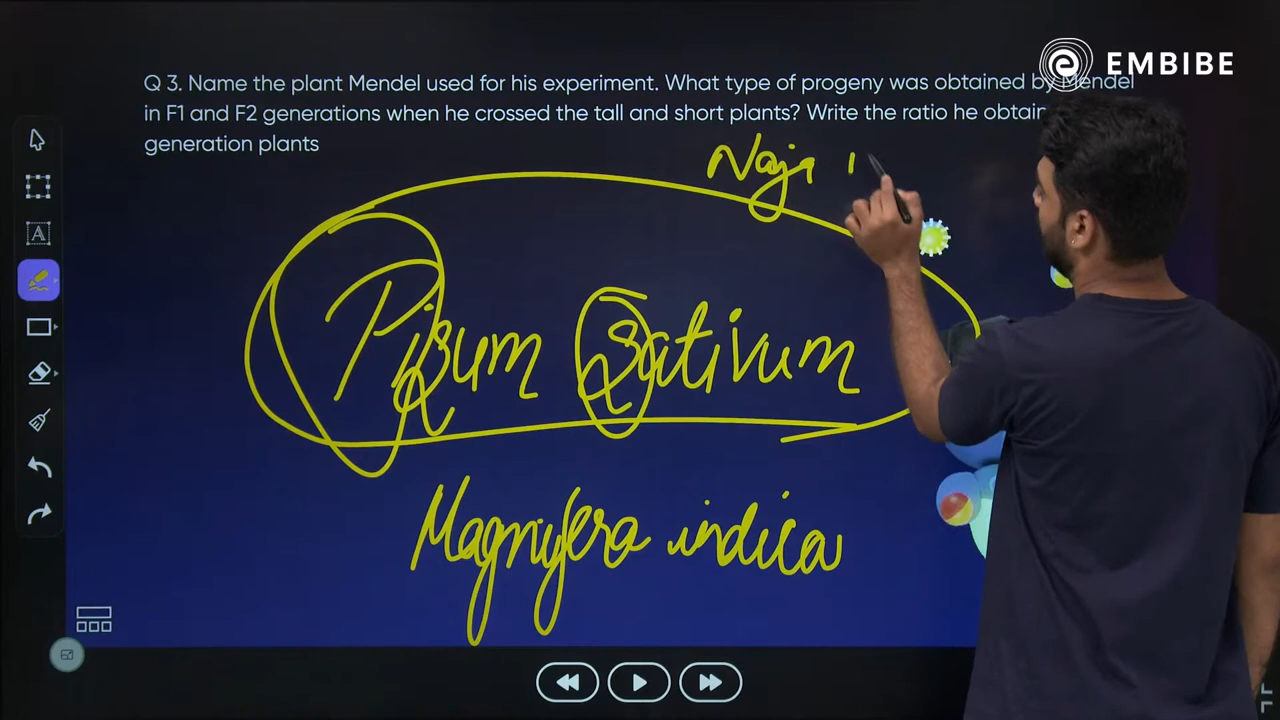 EMBIBE
Q 3. Name the plant Mendel used for his experiment. What type of progeny was obtained by Mendel
in F1 and F2 generations when he crossed the tall and short plants? Write the ratio he obtain
generation plants
Naja
Pisum sativum
Magnifera indica